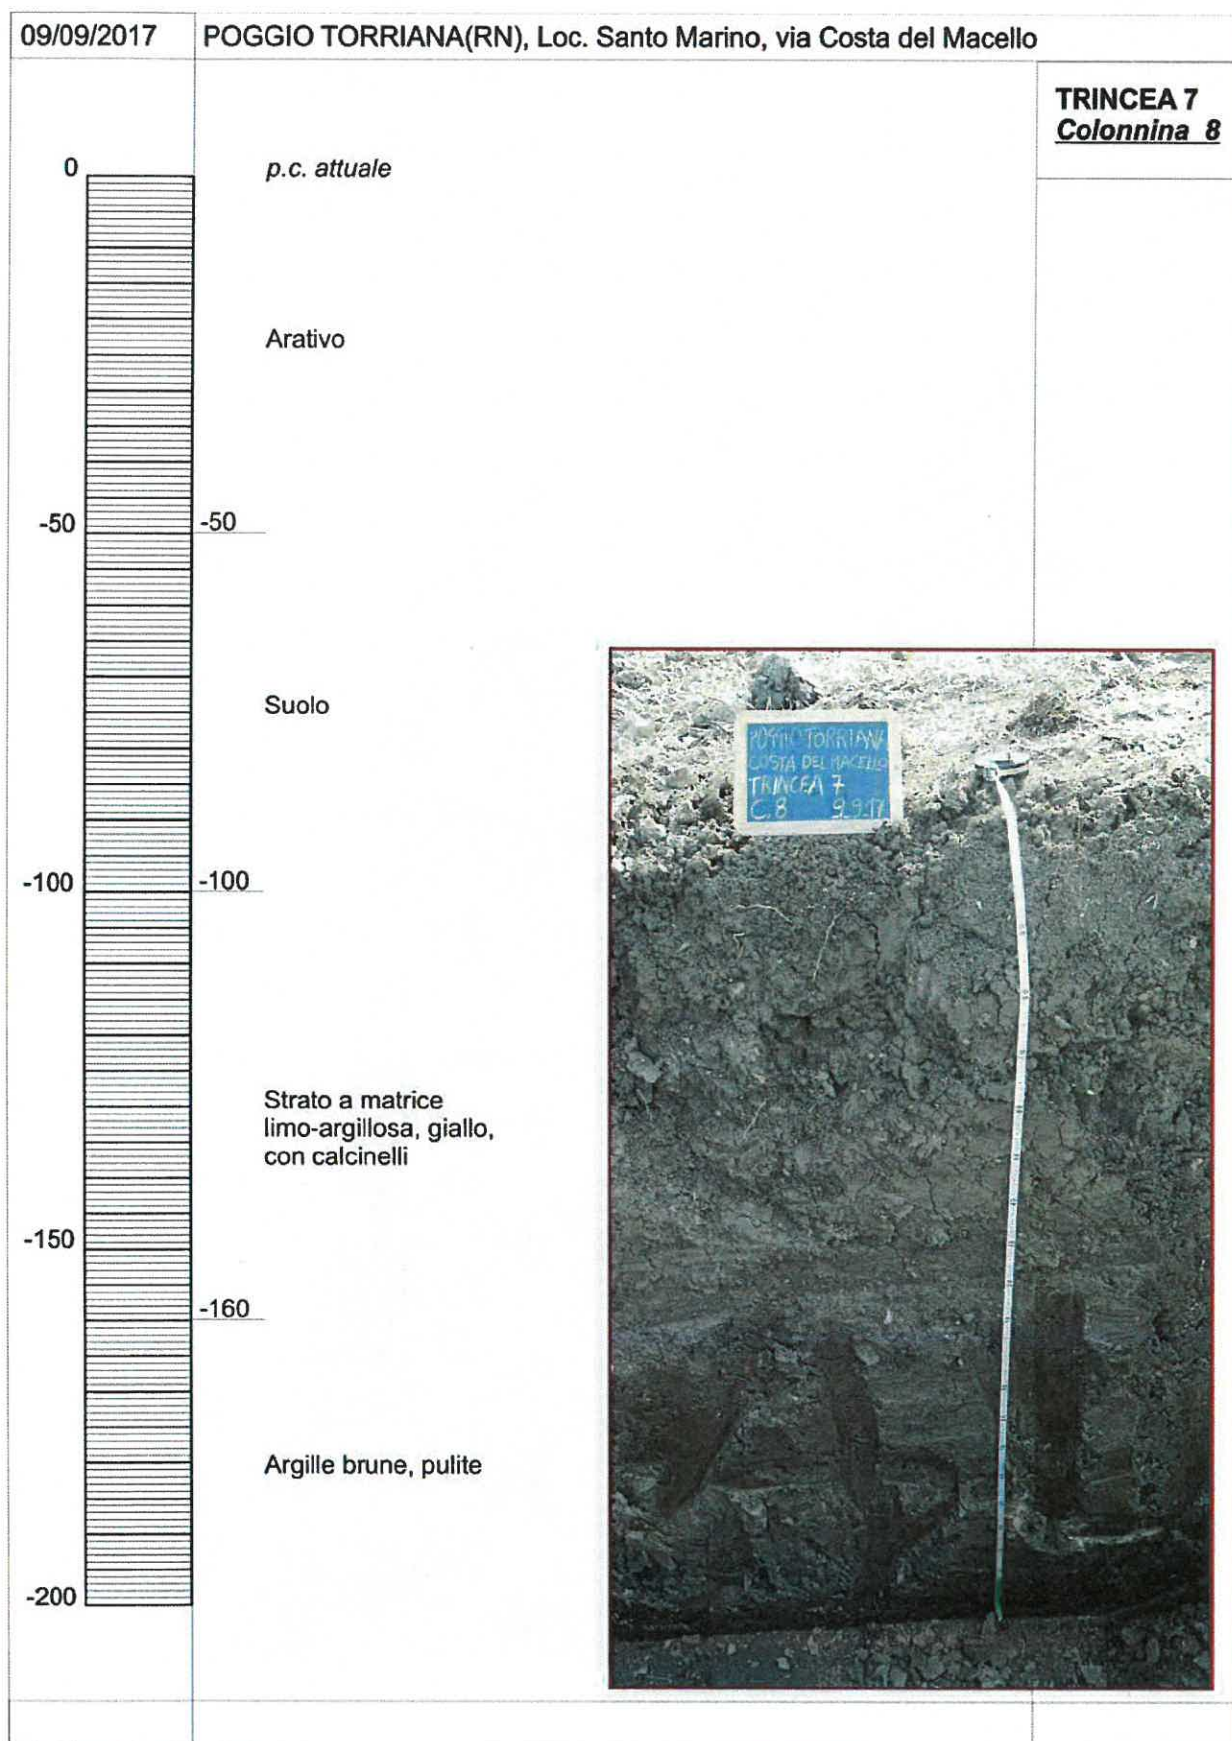 09/09/2017
POGGIO TORRIANA(RN), Loc. Santo Marino, via Costa del Macello
TRINCEA 7
Colonnina 8
0
p.c. attuale
Arativo
-50
-50
Suolo
POGGIO TORRIANA
COSTA DEL MACELLO
TRINCEA 7
C. 8 9.9.17
-100
-100
Strato a matrice
limo-argillosa, giallo,
con calcinelli
-150
-160
Argille brune, pulite
-200